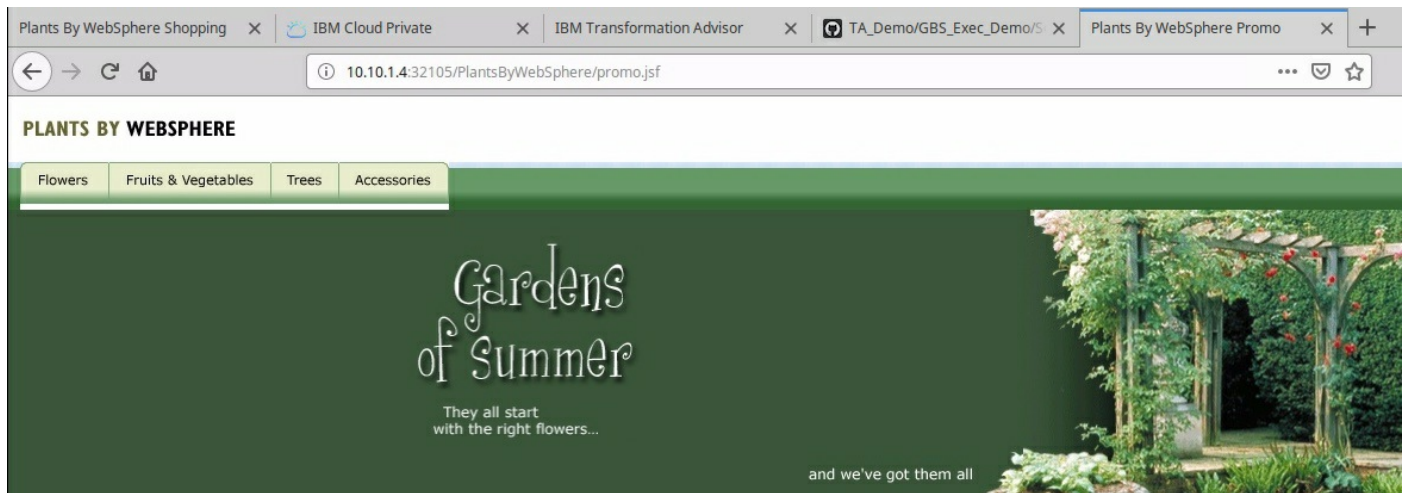 Plants By WebSphere Shopping
IBM Cloud Private
IBM Transformation Advisor
TA_Demo/GBS_Exec_Demo/S
Plants By WebSphere Promo
10.10.1.4:32105/PlantsByWebSphere/promo.jsf
PLANTS BY WEBSPHERE
Flowers
Fruits & Vegetables
Trees
Accessories
Gardens
of Summer
They all start
with the right flowers...
and we've got them all